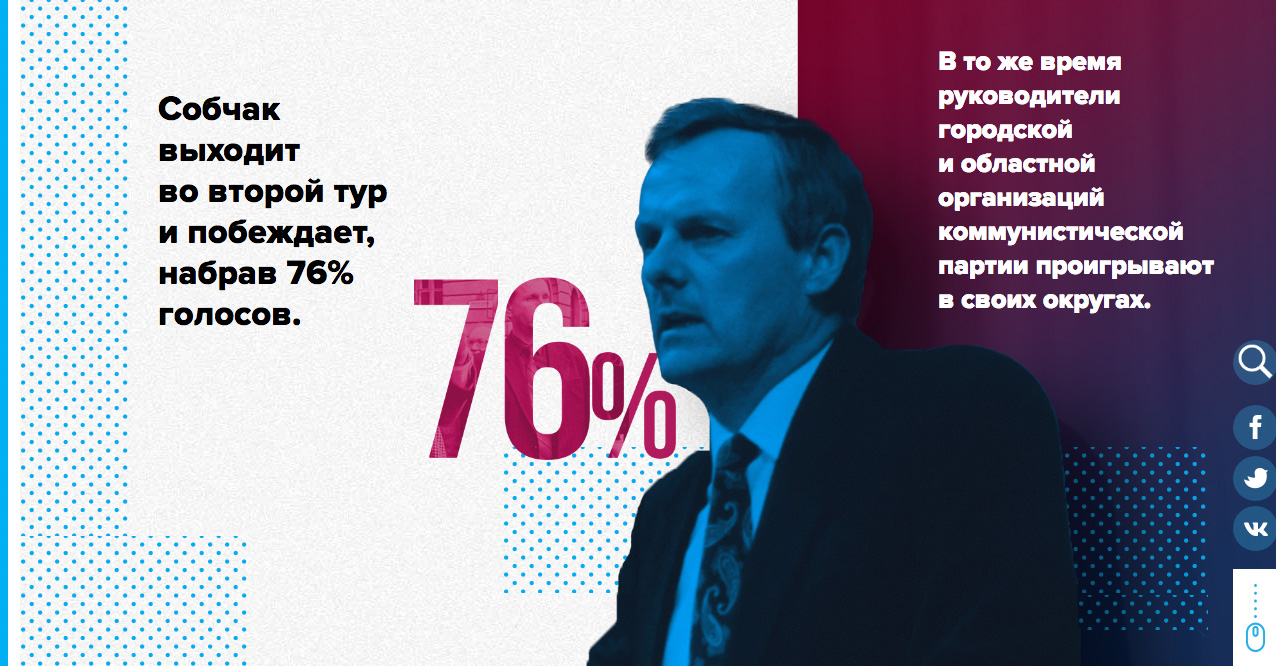 Собчак
выходит
во второй тур
и побеждает,
набрав 76%
голосов.
76%
В то же время
руководители
городской
и областной
организаций
коммунистической
партии проигрывают
в своих округах.